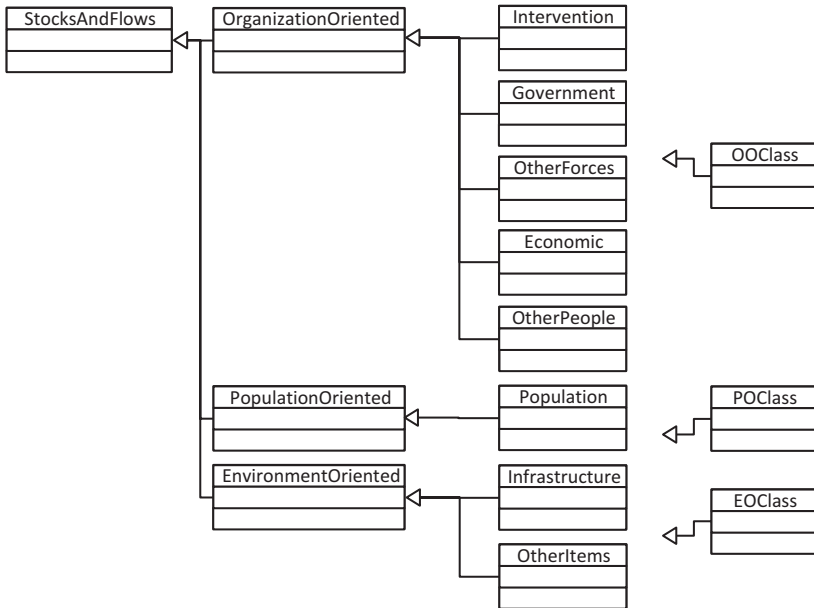 StocksAndFlows
OrganizationOriented
Intervention
Government
OOClass
OtherForces
Economic
OtherPeople
PopulationOriented
Population
POClass
EnvironmentOriented
Infrastructure
EOClass
OtherItems